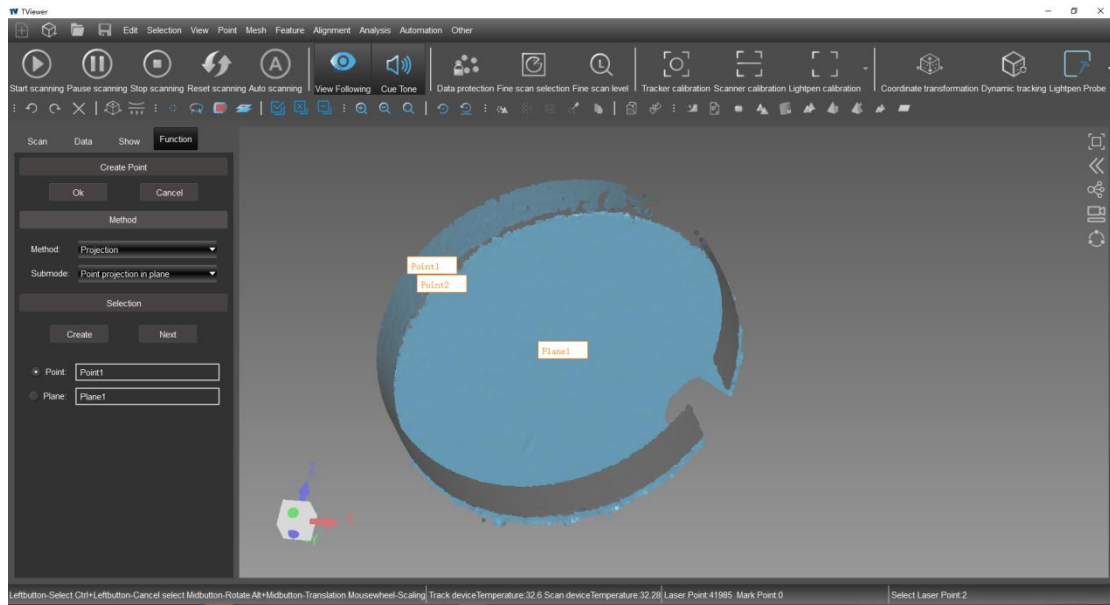 TViewer
Edit Selection View Point Mesh Feature Alignment Analysis Automation Other
Start scanning Pause scanning Stop scanning Reset scanning Auto scanning View Following Cue Tone Data protection Fine scan selection Fine scan level Tracker calibration Scanner calibration Lightpen calibration Coordinate transformation Dynamic tracking Lightpen Probe
Scan Data Show Function
Create Point
Ok Cancel
Method
Method: Projection
Submode: Point projection in plane
Selection
Create Next
Point: Point1
Plane: Plane1
Point1
Point2
Plane1
Z
X
Y
Leftbutton-Select Ctrl+Leftbutton-Cancel select Midbutton-Rotate Alt+Midbutton-Translation Mousewheel-Scaling Track deviceTemperature:32.6 Scan deviceTemperature:32.28 Laser Point:41985 Mark Point:0 Select Laser Point:2